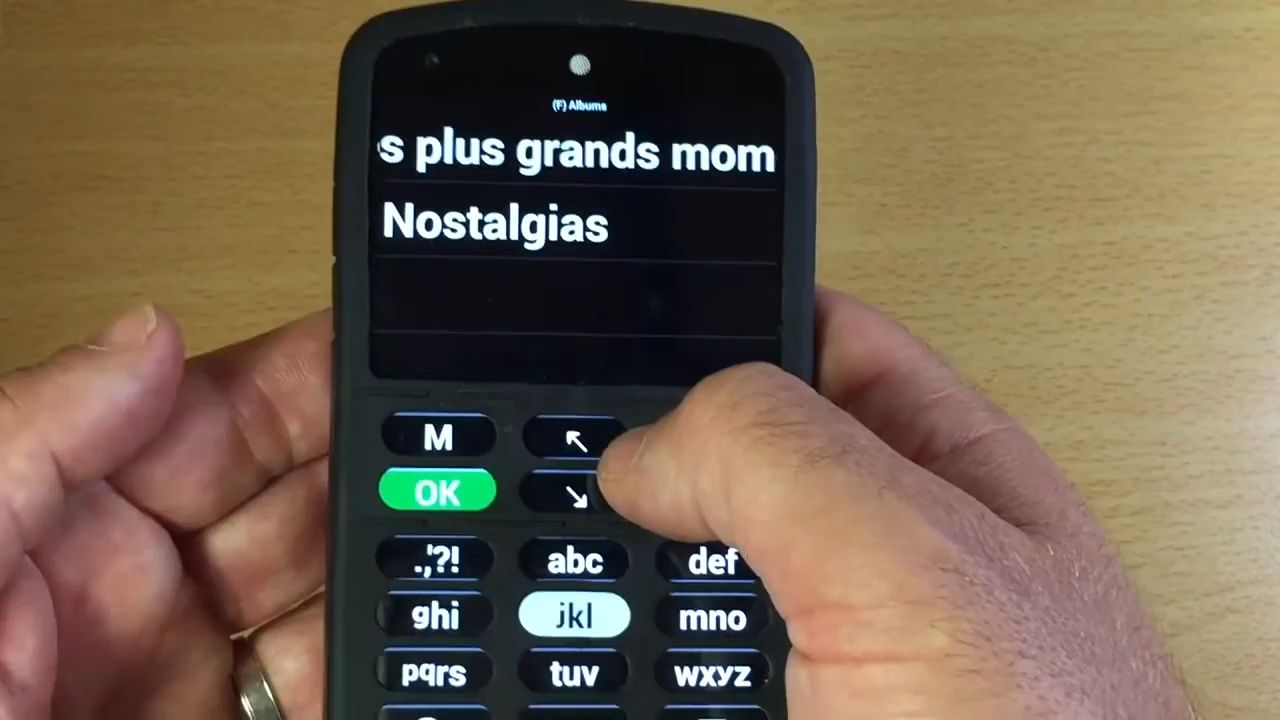 (F) Albums
s plus grands mom
Nostalgias
M ↖
OK ↘
.,'?! abc def
ghi jkl mno
pqrs tuv wxyz